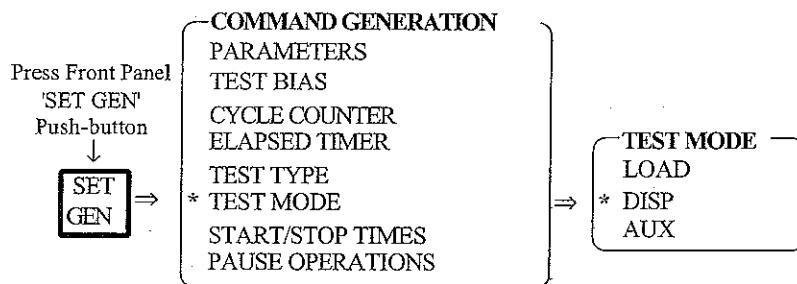 Press Front Panel
'SET GEN'
Push-button
↓
SET
GEN
⇒
COMMAND GENERATION
PARAMETERS
TEST BIAS
CYCLE COUNTER
ELAPSED TIMER
TEST TYPE
* TEST MODE
START/STOP TIMES
PAUSE OPERATIONS
⇒
TEST MODE
LOAD
* DISP
AUX